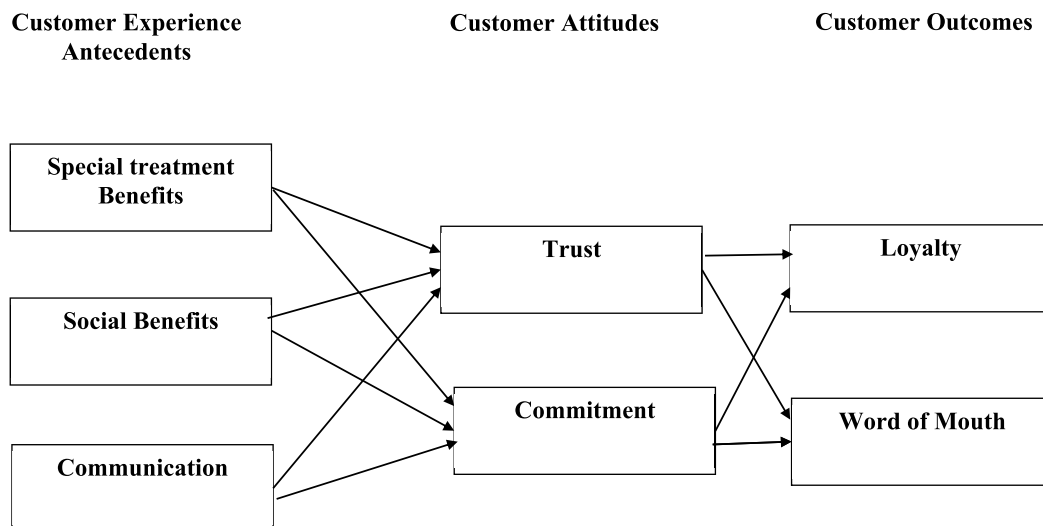 Customer Experience
Antecedents
Customer Attitudes
Customer Outcomes
Special treatment
Benefits
Social Benefits
Communication
Trust
Commitment
Loyalty
Word of Mouth